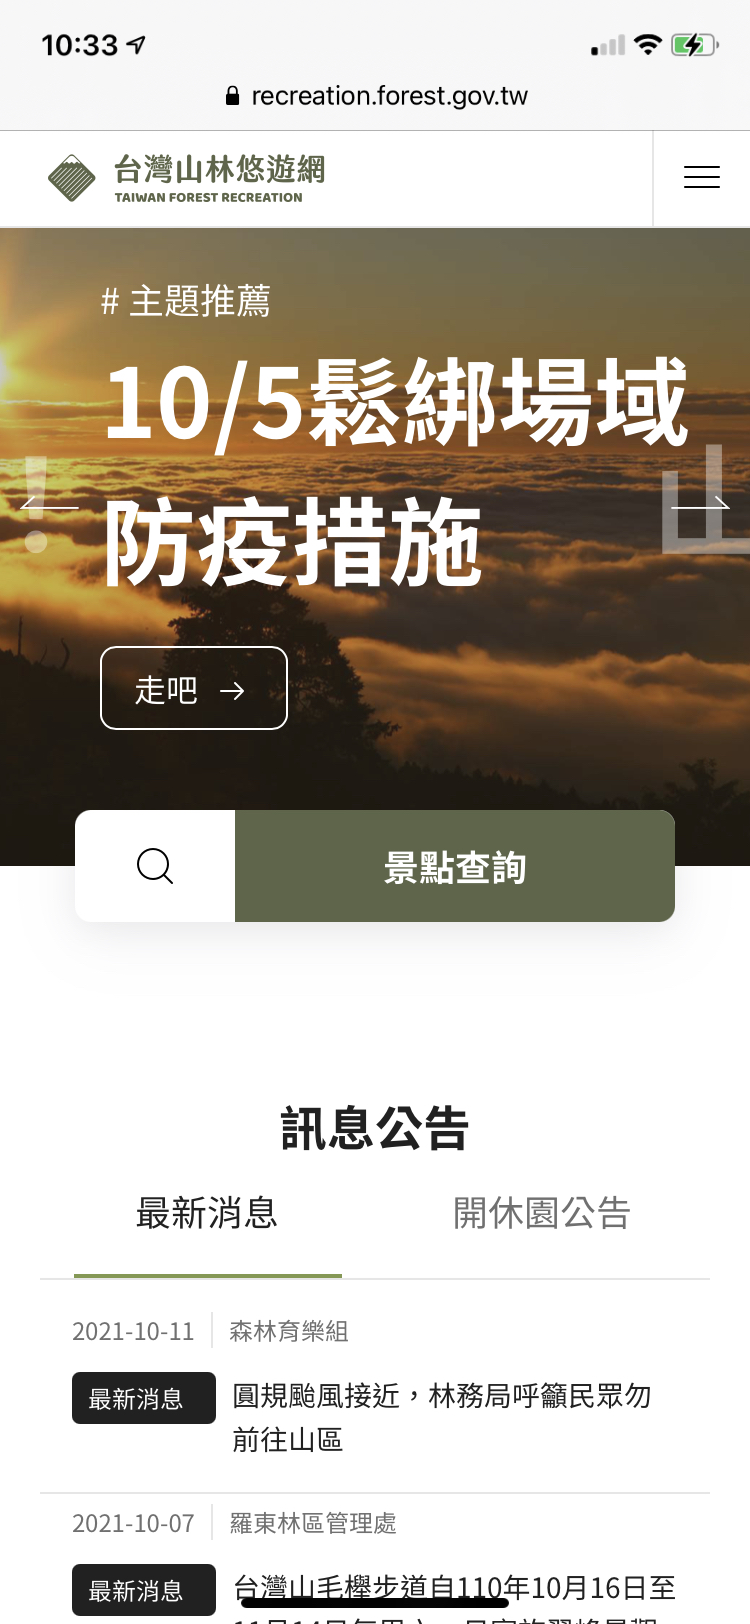 10:33
recreation.forest.gov.tw
台灣山林悠遊網
TAIWAN FOREST RECREATION
# 主題推薦
10/5鬆綁場域
防疫措施
！
山
走吧 →
景點查詢
訊息公告
最新消息 開休園公告
2021-10-11 森林育樂組
最新消息 圓規颱風接近，林務局呼籲民眾勿
前往山區
2021-10-07 羅東林區管理處
最新消息 台灣山毛櫸步道自110年10月16日至